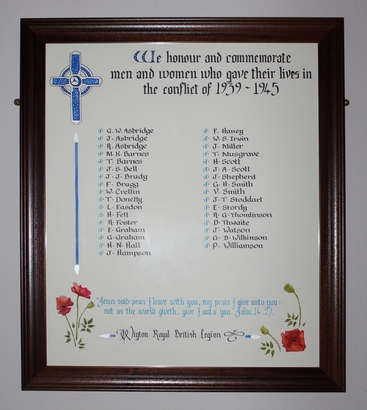 We honour and commemorate
men and women who gave their lives in
the conflict of 1939 - 1945
G. W. Asbridge
J. Asbridge
R. Asbridge
M. H. Barnes
T. Barnes
J. S. Bell
J. J. Brady
F. Bragg
W. Crellin
T. Donelly
L. Easdon
H. Fell
R. Foster
E. Graham
G. Graham
H. N. Hall
J. Hampson
F. Haney
W. S. Irwin
J. Miller
T. Musgrave
H. Scott
J. A. Scott
J. Shepherd
G. H. Smith
V. Smith
J. T. Stoddart
E. Stordy
R. G. Thomlinson
D. Thwaite
J. Watson
G. D. Wilkinson
P. Williamson
Jesus said: peace I leave with you, my peace I give unto you:
not as the world giveth, give I unto you. John 14.
Wigton Royal British Legion